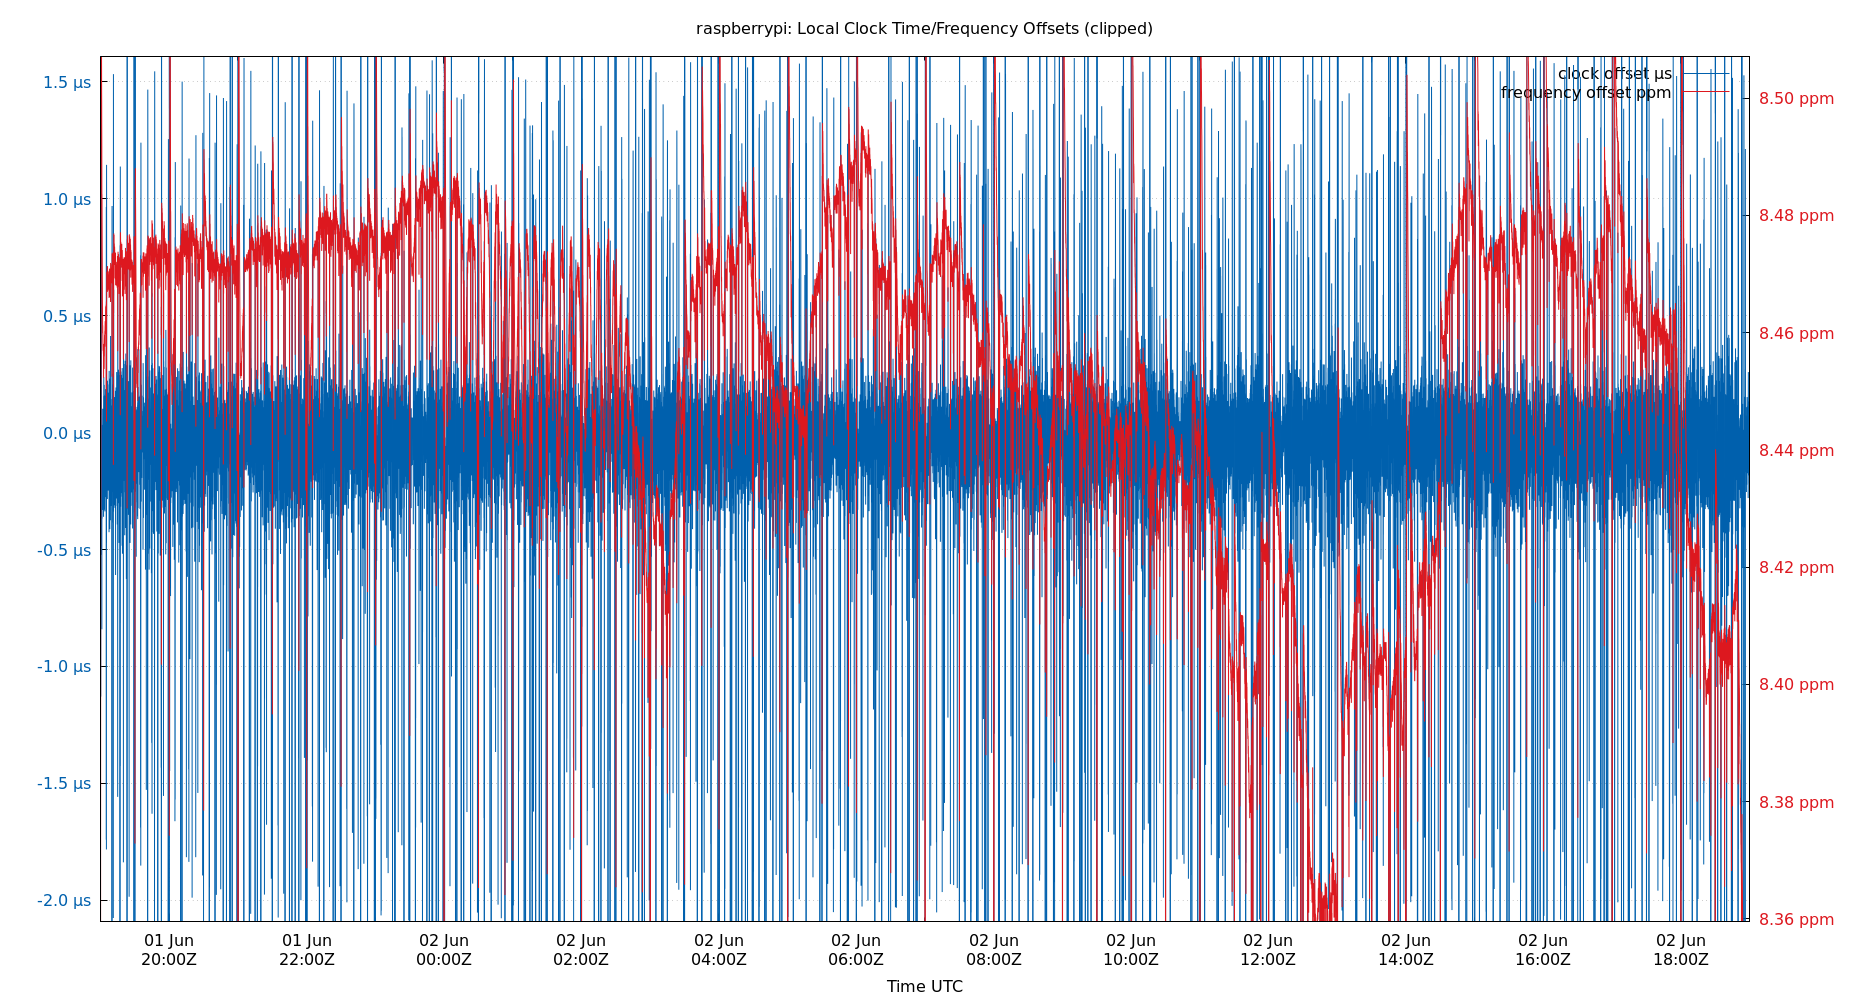 raspberrypi: Local Clock Time/Frequency Offsets (clipped)
clock offset µs
frequency offset ppm
1.5 µs
1.0 µs
0.5 µs
0.0 µs
-0.5 µs
-1.0 µs
-1.5 µs
-2.0 µs
8.50 ppm
8.48 ppm
8.46 ppm
8.44 ppm
8.42 ppm
8.40 ppm
8.38 ppm
8.36 ppm
01 Jun 01 Jun 02 Jun 02 Jun 02 Jun 02 Jun 02 Jun 02 Jun 02 Jun 02 Jun 02 Jun 02 Jun
20:00Z 22:00Z 00:00Z 02:00Z 04:00Z 06:00Z 08:00Z 10:00Z 12:00Z 14:00Z 16:00Z 18:00Z
Time UTC